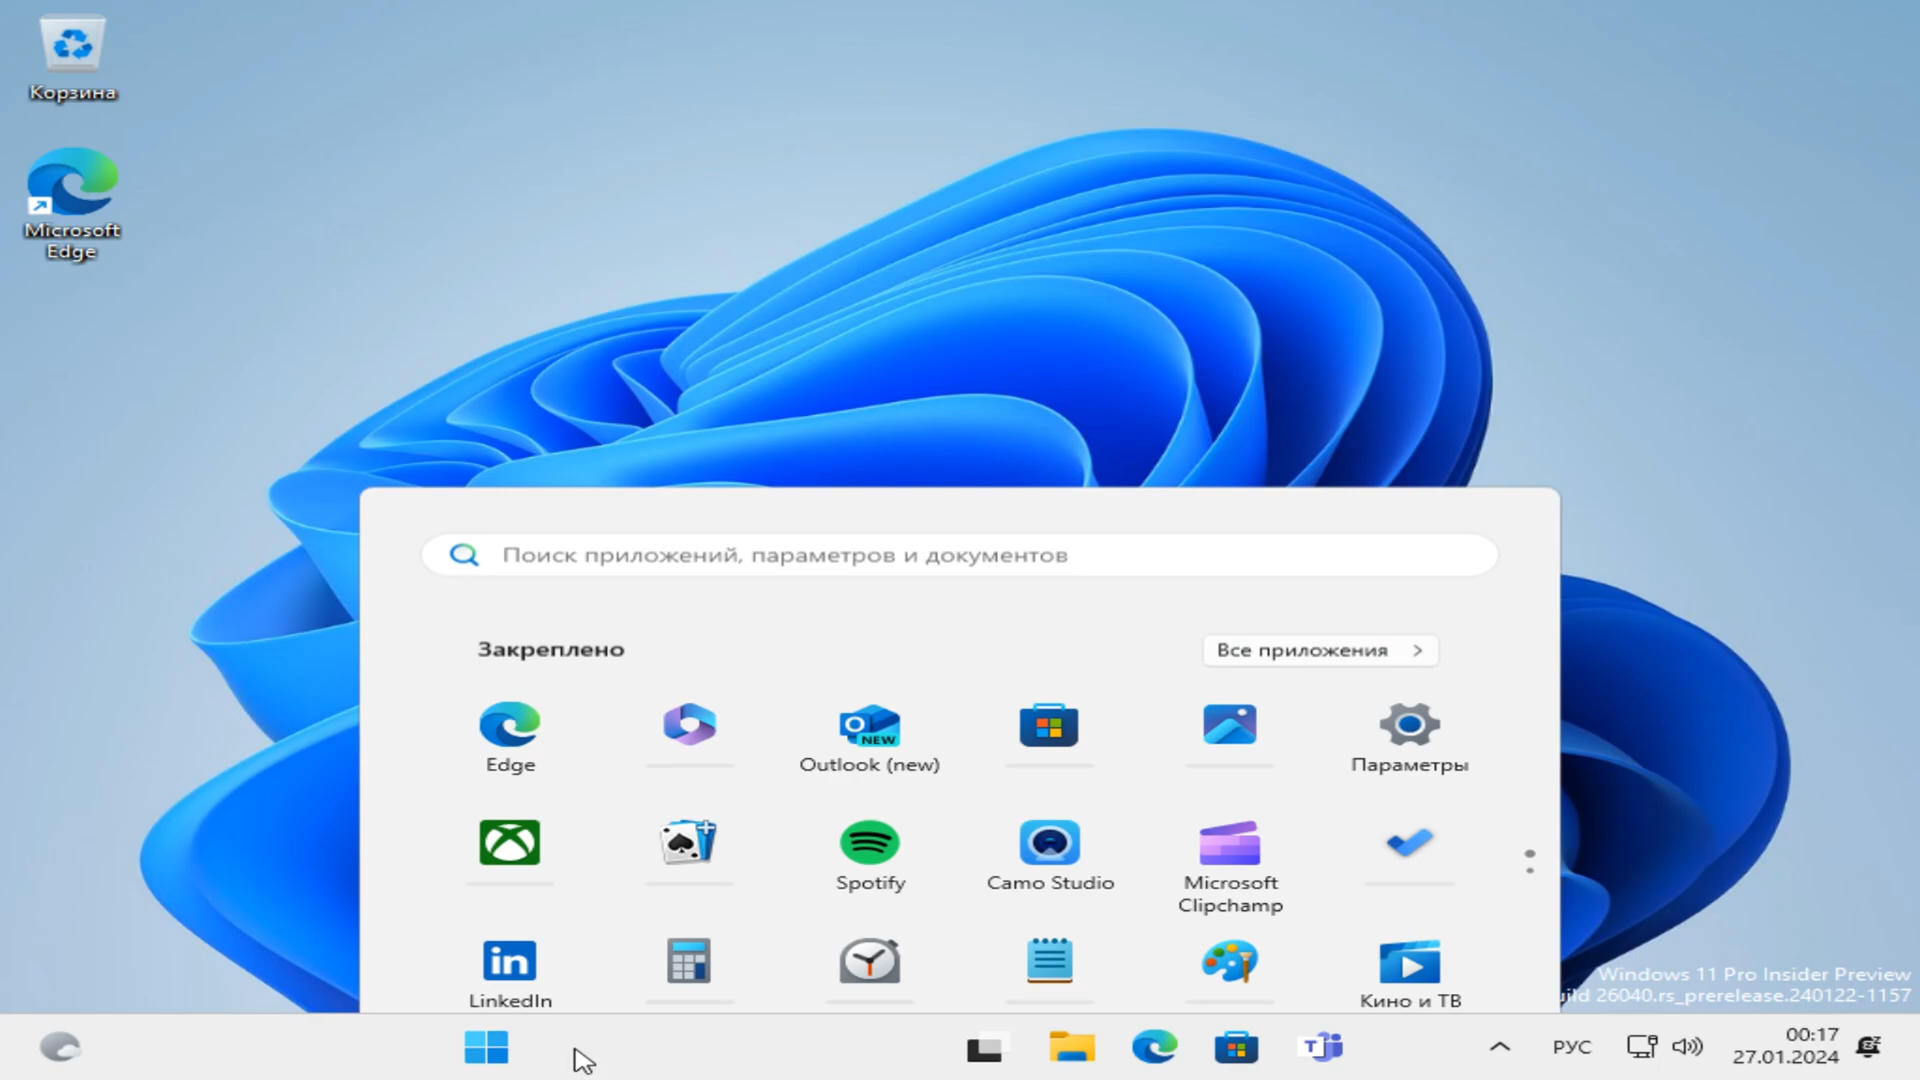 Корзина
Microsoft
Edge
Поиск приложений, параметров и документов
Закреплено
Все приложения
Edge
NEW
Outlook (new)
Параметры
Spotify
Camo Studio
Microsoft
Clipchamp
in
LinkedIn
Кино и ТВ
Windows 11 Pro Insider Preview
ild 26040.rs_prerelease.240122-1157
РУС
00:17
27.01.2024